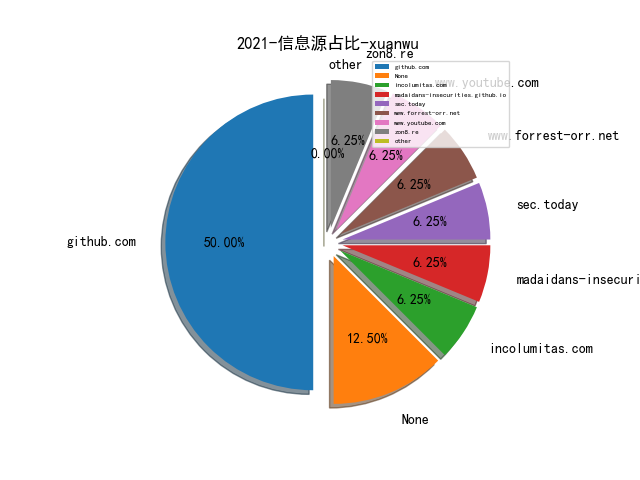 2021-信息源占比-xuanwu
zon8.re
other
github.com
None
incolumitas.com
madaidans-insecurities.github.io
sec.today
www.forrest-orr.net
www.youtube.com
zon8.re
other
www.youtube.com
www.forrest-orr.net
sec.today
madaidans-insecuri
incolumitas.com
None
github.com
0.00%
6.25%
6.25%
6.25%
6.25%
6.25%
6.25%
12.50%
50.00%